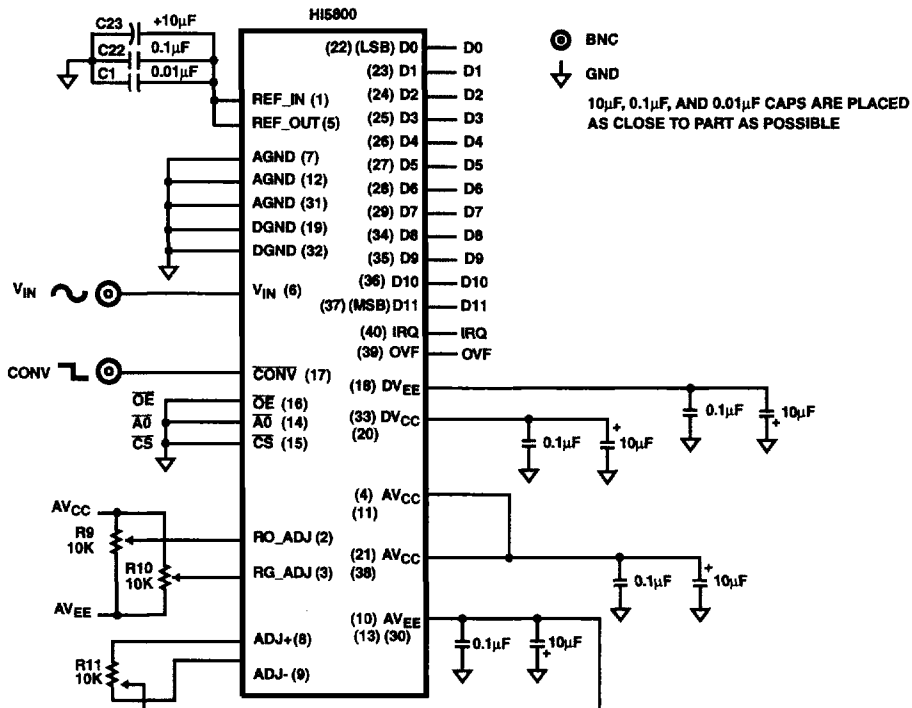 HI5800
C23 +10µF
C22 0.1µF
C1 0.01µF
REF_IN (1)
REF_OUT (5)
AGND (7)
AGND (12)
AGND (31)
DGND (19)
DGND (32)
VIN VIN (6)
CONV CONV (17)
OE OE (16)
A0 A0 (14)
CS CS (15)
AVCC
R9
10K
RO_ADJ (2)
R10
10K
RG_ADJ (3)
AVEE
R11
10K
ADJ+(8)
ADJ- (9)
(22) (LSB) D0 D0
(23) D1 D1
(24) D2 D2
(25) D3 D3
(26) D4 D4
(27) D5 D5
(28) D6 D6
(29) D7 D7
(34) D8 D8
(35) D9 D9
(36) D10 D10
(37) (MSB) D11 D11
(40) IRQ IRQ
(39) OVF OVF
(18) DVEE
0.1µF 10µF +
(33) DVCC
(20)
0.1µF + 10µF
(4) AVCC
(11)
(21) AVCC
(38)
0.1µF + 10µF
(10) AVEE
(13) (30)
0.1µF 10µF +
BNC
GND
10µF, 0.1µF, AND 0.01µF CAPS ARE PLACED
AS CLOSE TO PART AS POSSIBLE